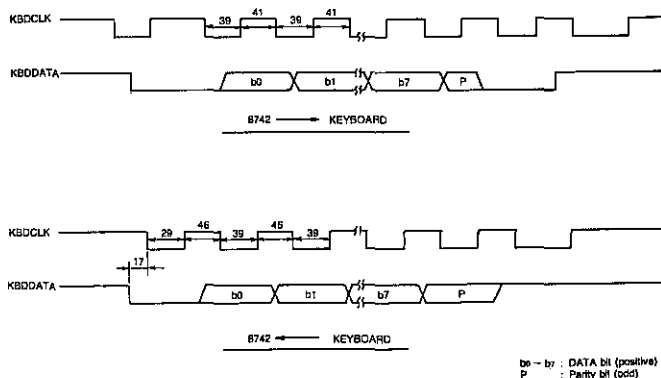 KBDCLK
39 41 39 41
KBDDATA
b0 b1 b7 P
8742 → KEYBOARD
KBDCLK
29 46 39 46 39
17
KBDDATA
b0 b1 b7 P
8742 ← KEYBOARD
b0 – b7 : DATA bit (positive)
P : Parity bit (odd)